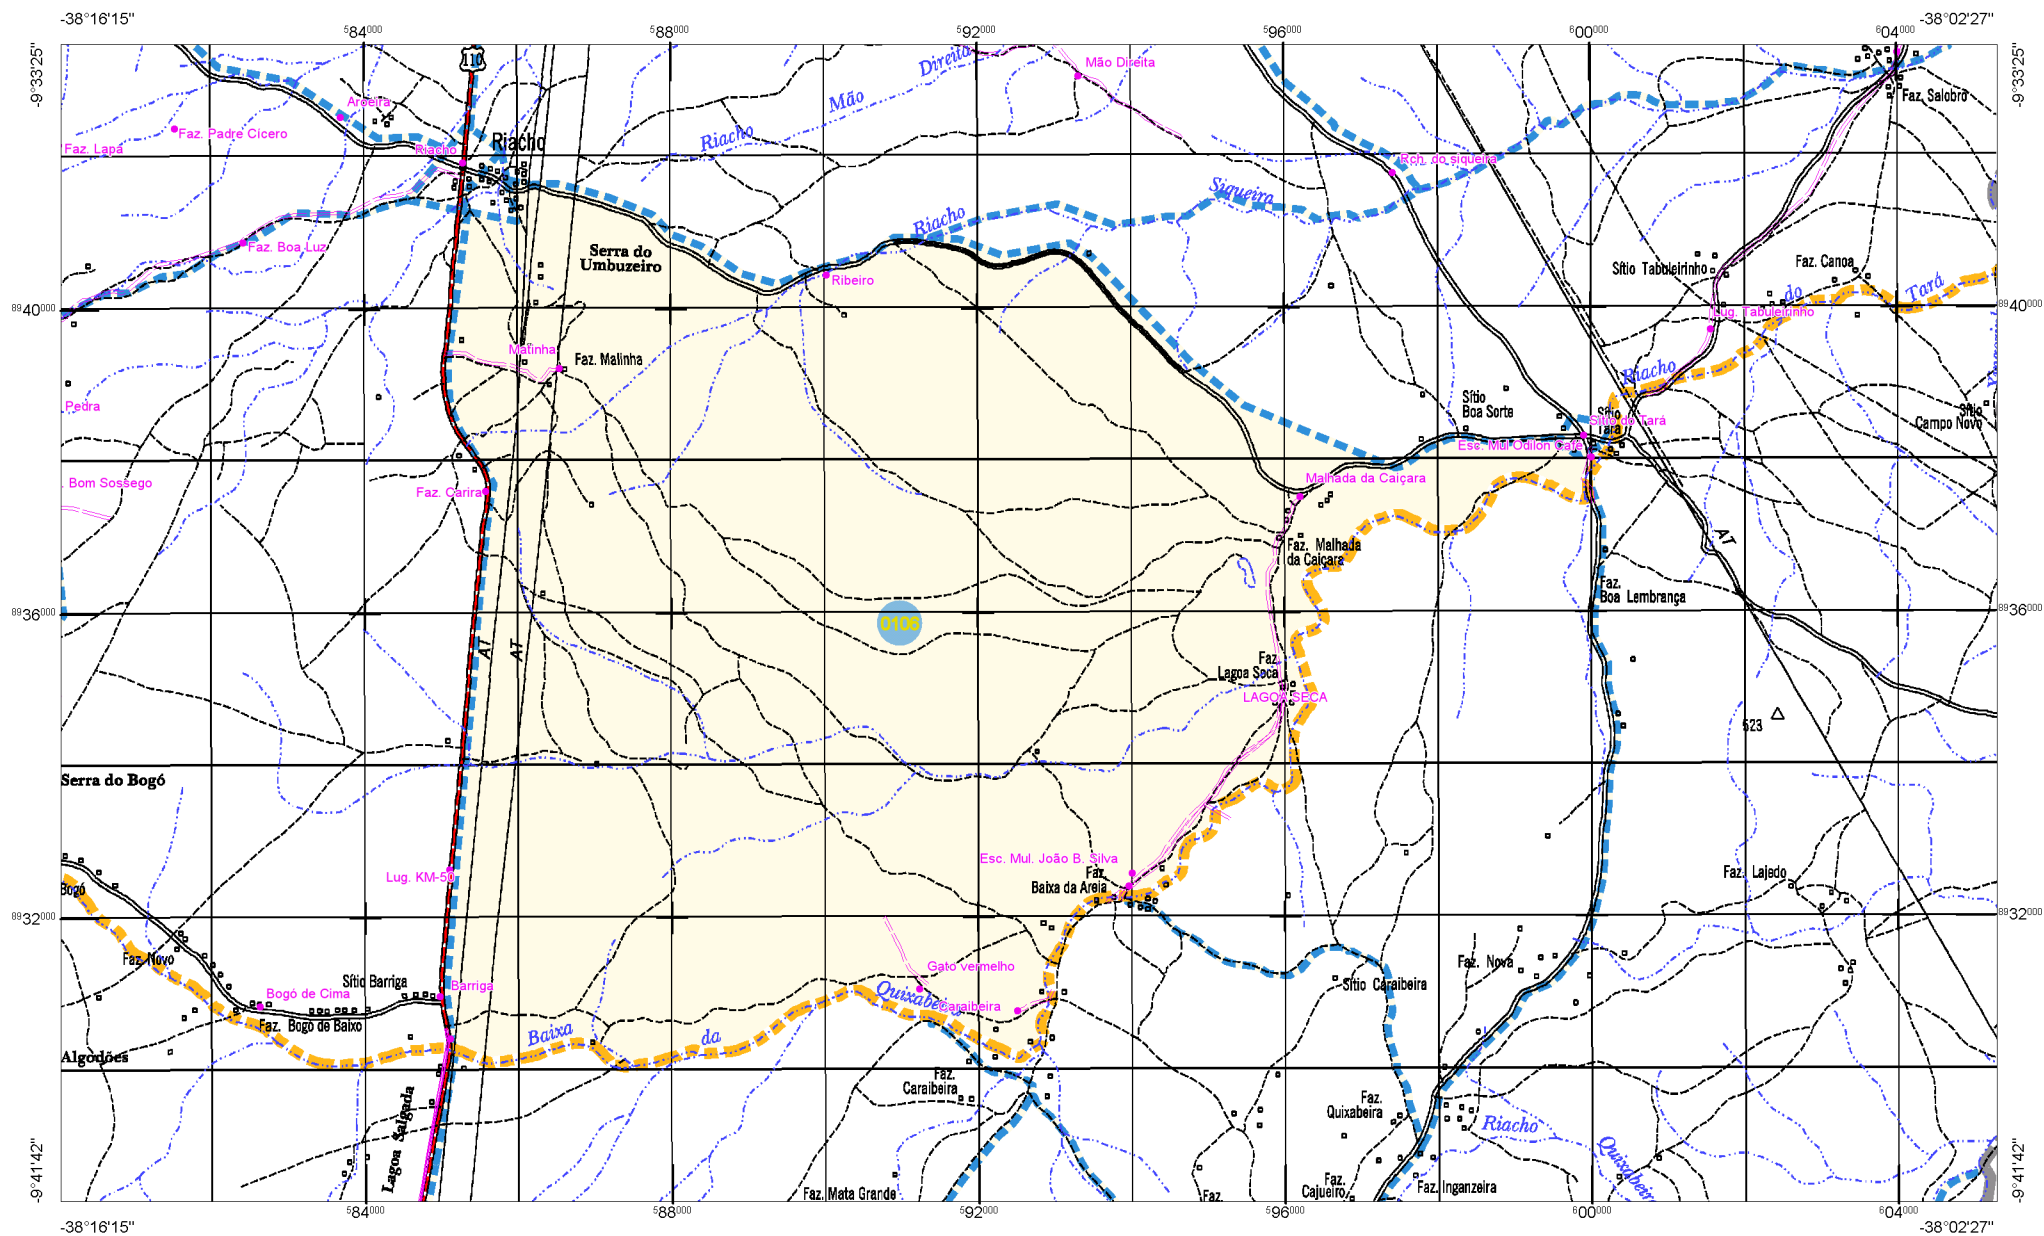 -38°16'15"
584000
588000
592000
596000
600000
604000
-38°02'27"
-9°33'25"
-9°33'25"
110
Mão Direita
Direita
Mão
Riacho
Aroeira
Faz. Padre Cícero
Faz. Lapa
Riacho
Riacho
Faz. Salobro
Rch. do siqueira
Siqueira
Riacho
Faz. Boa Luz
Serra do
Umbuzeiro
Ribeiro
Sítio Tabuleirinho
Faz. Canoa
do
Tará
Riacho
Lug. Tabuleirinho
8940000
8940000
Matinha
Faz. Malinha
Pedra
Sítio
Boa Sorte
Sítio
Tará
Sítio do Tará
Esc. Mul Odilon Café
Sítio
Campo Novo
. Bom Sossego
Faz. Carira
Malhada da Caiçara
Faz. Malhada
da Caiçara
AT
Faz.
Boa Lembrança
8936000
8936000
0106
AT
AT
Faz.
Lagoa Seca
LAGOA SECA
523
Serra do Bogó
Bogó
Lug. KM-50
Esc. Mul. João B. Silva
Faz.
Baixa da Areia
Faz. Lajedo
8932000
8932000
Faz. Novo
Sítio Barriga
Barriga
Bogó de Cima
Faz. Bogó de Baixo
Gato vermelho
Caraibeira
Baixa
da
Sítio Caraibeira
Faz. Nova
Algodões
Lagoa Salgada
Faz.
Caraibeira
Faz.
Quixabeira
Riacho
Faz. Mata Grande
Faz.
Faz.
Cajueiro
Faz. Inganzeira
-9°41'42"
-9°41'42"
-38°16'15"
584000
588000
592000
596000
600000
604000
-38°02'27"